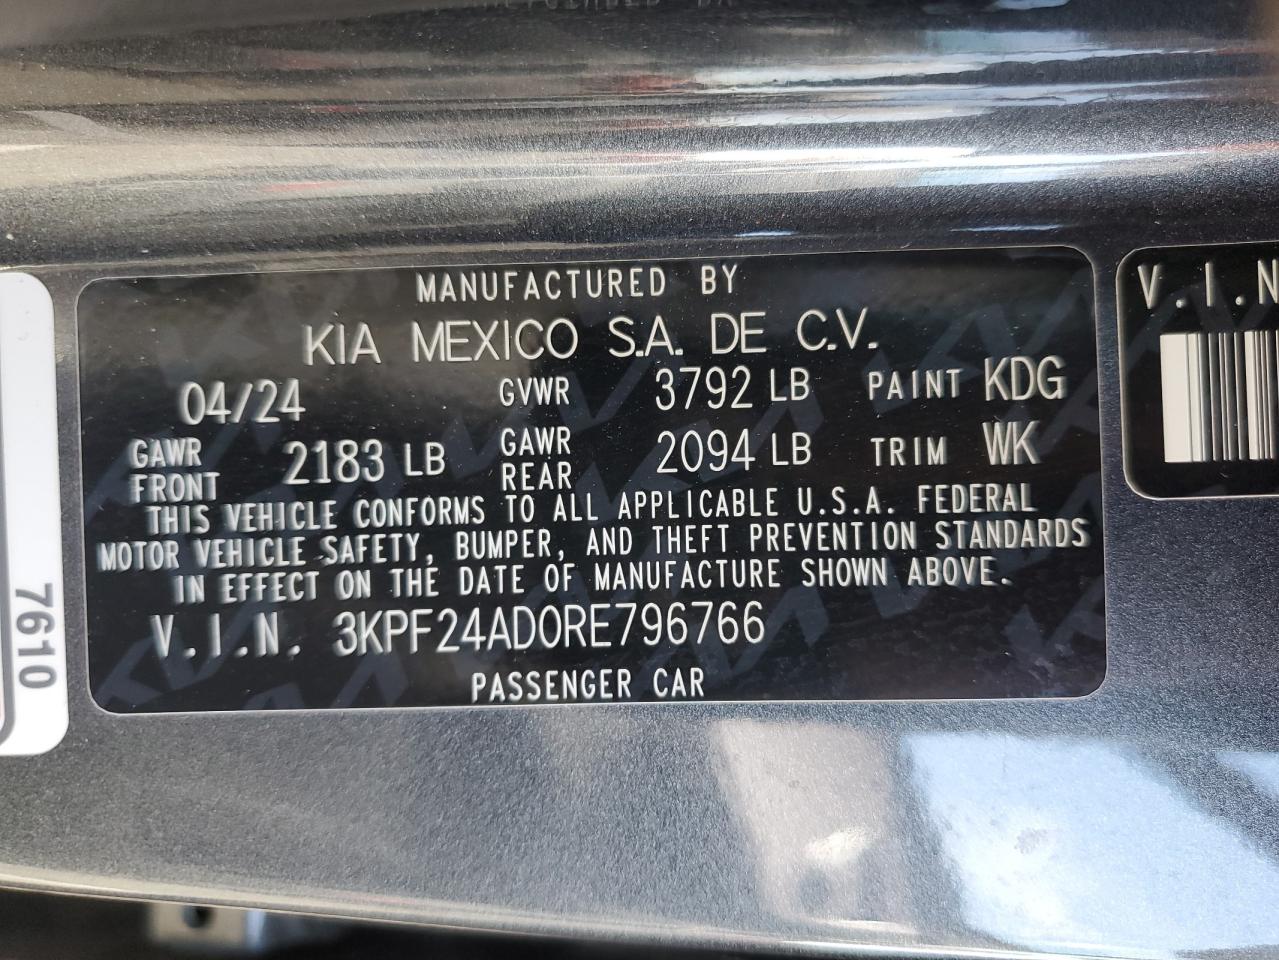 MANUFACTURED BY
KIA MEXICO S.A. DE C.V.
04/24 GVWR 3792 LB PAINT KDG
GAWR FRONT 2183 LB GAWR REAR 2094 LB TRIM WK
THIS VEHICLE CONFORMS TO ALL APPLICABLE U.S.A. FEDERAL
MOTOR VEHICLE SAFETY, BUMPER, AND THEFT PREVENTION STANDARDS
IN EFFECT ON THE DATE OF MANUFACTURE SHOWN ABOVE.
V.I.N. 3KPF24AD0RE796766
PASSENGER CAR
V.I.N
7610